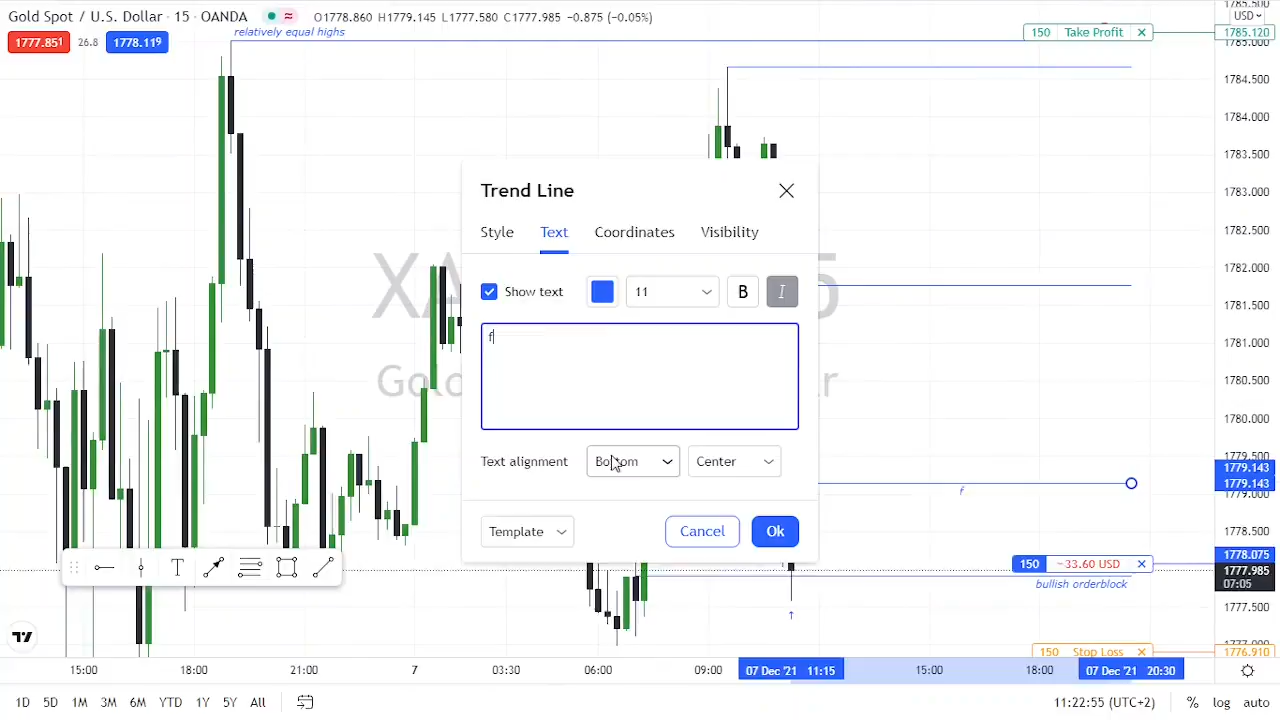 Gold Spot / U.S. Dollar · 15 · OANDA
O1778.860 H1779.145 L1777.580 C1777.985 −0.875 (−0.05%)
1777.851 26.8 1778.119
relatively equal highs
150 Take Profit
USD
1785.120
1785.000
1784.500
1784.000
1783.500
1783.000
1782.500
1782.000
1781.500
1781.000
1780.500
1780.000
1779.500
1779.143
1779.143
1779.000
1778.500
1778.075
1777.985
07:05
1777.500
1776.910
Trend Line
Style Text Coordinates Visibility
Show text 11 B I
f
Text alignment Bottom Center
Template Cancel Ok
f
150 −33.60 USD
bullish orderblock
150 Stop Loss
15:00 18:00 21:00 7 03:30 06:00 09:00 07 Dec '21 11:15 15:00 18:00 07 Dec '21 20:30
1D 5D 1M 3M 6M YTD 1Y 5Y All
11:22:55 (UTC+2) % log auto